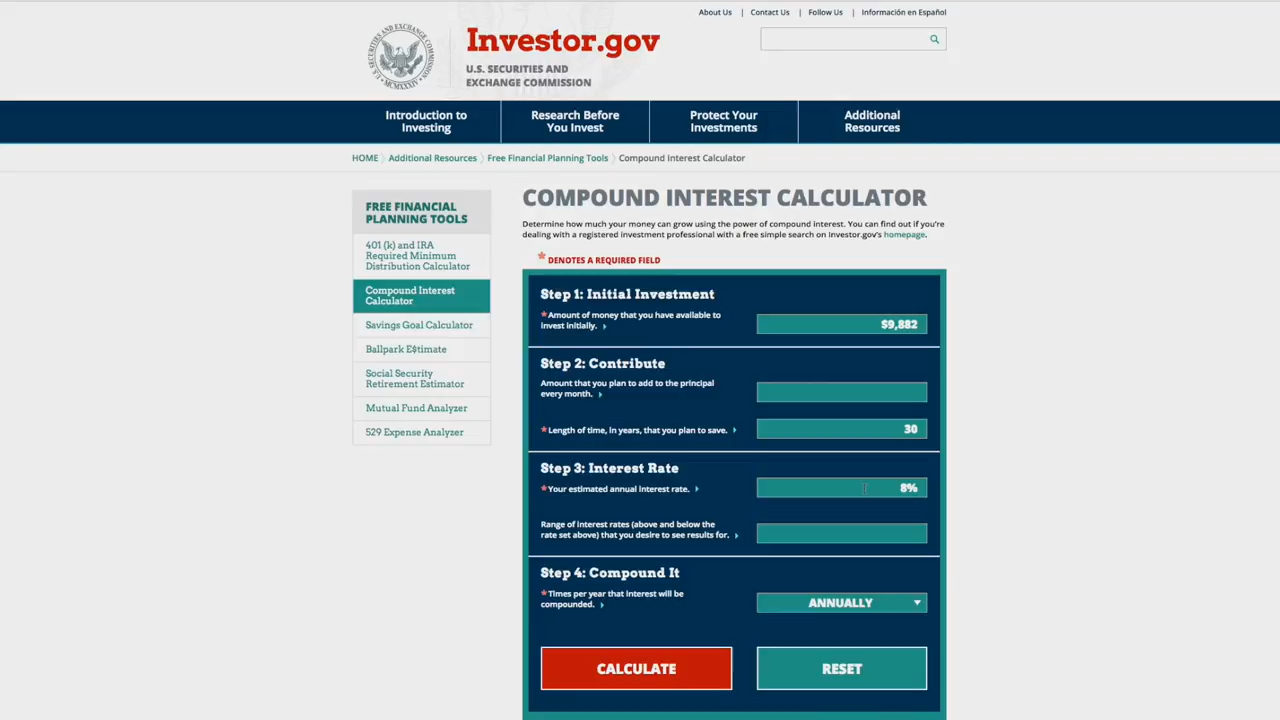 About Us | Contact Us | Follow Us | Información en Español
SECURITIES AND EXCHANGE COMMISSION
MCMXXXIV
Investor.gov
U.S. SECURITIES AND
EXCHANGE COMMISSION
Introduction to
Investing
Research Before
You Invest
Protect Your
Investments
Additional
Resources
HOME 〉 Additional Resources 〉 Free Financial Planning Tools 〉 Compound Interest Calculator
FREE FINANCIAL
PLANNING TOOLS
401 (k) and IRA
Required Minimum
Distribution Calculator
Compound Interest
Calculator
Savings Goal Calculator
Ballpark E$timate
Social Security
Retirement Estimator
Mutual Fund Analyzer
529 Expense Analyzer
COMPOUND INTEREST CALCULATOR
Determine how much your money can grow using the power of compound interest. You can find out if you're
dealing with a registered investment professional with a free simple search on Investor.gov's homepage.
* DENOTES A REQUIRED FIELD
Step 1: Initial Investment
*Amount of money that you have available to
invest initially.
$9,882
Step 2: Contribute
Amount that you plan to add to the principal
every month.
*Length of time, in years, that you plan to save.
30
Step 3: Interest Rate
*Your estimated annual interest rate.
8%
Range of interest rates (above and below the
rate set above) that you desire to see results for.
Step 4: Compound It
*Times per year that interest will be
compounded.
ANNUALLY
CALCULATE
RESET